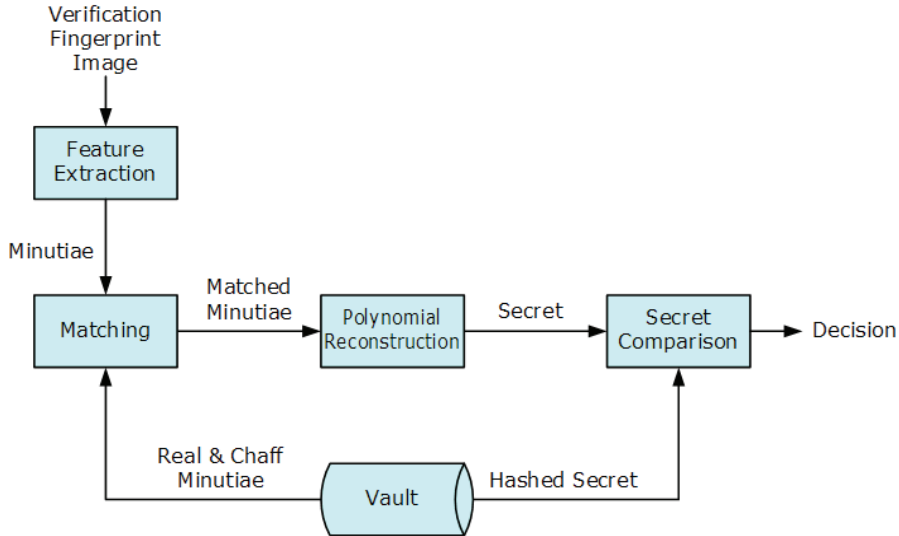 Verification
Fingerprint
Image
Feature
Extraction
Minutiae
Matching
Matched
Minutiae
Polynomial
Reconstruction
Secret
Secret
Comparison
Decision
Real & Chaff
Minutiae
Vault
Hashed Secret